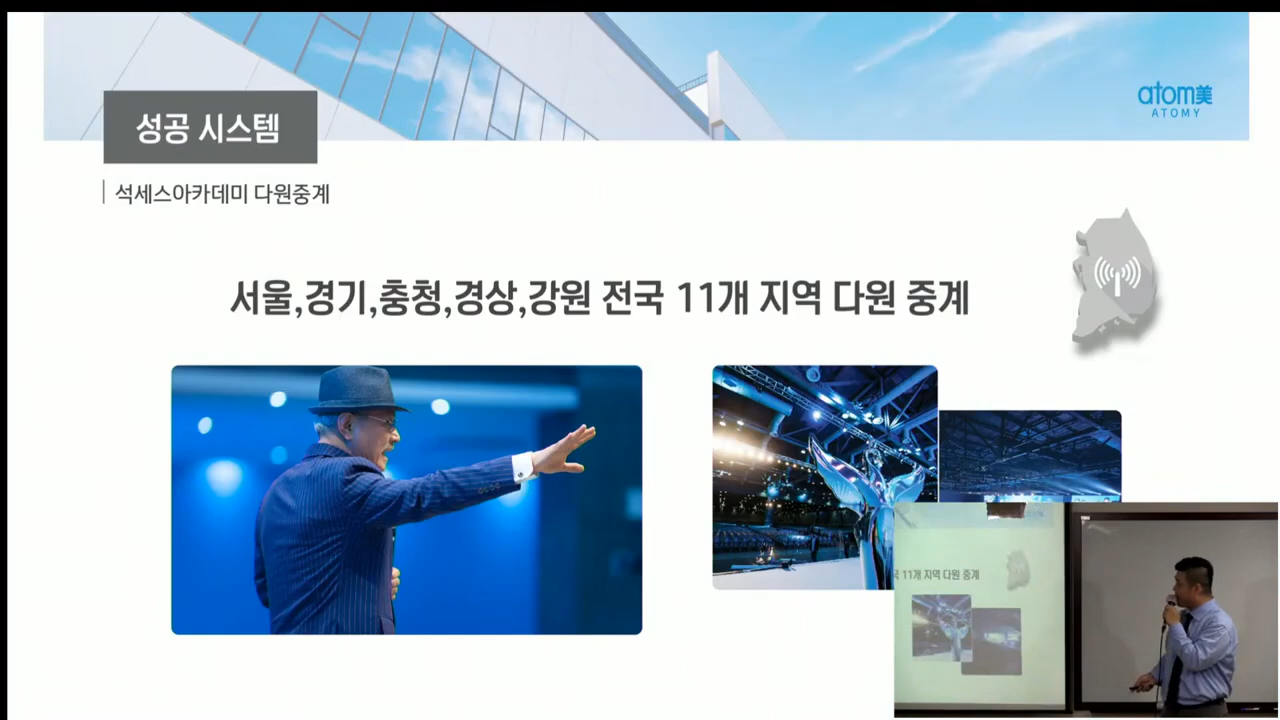 atom美
ATOMY
성공 시스템
석세스아카데미 다원중계
서울,경기,충청,경상,강원 전국 11개 지역 다원 중계
11개 지역 다원 중계